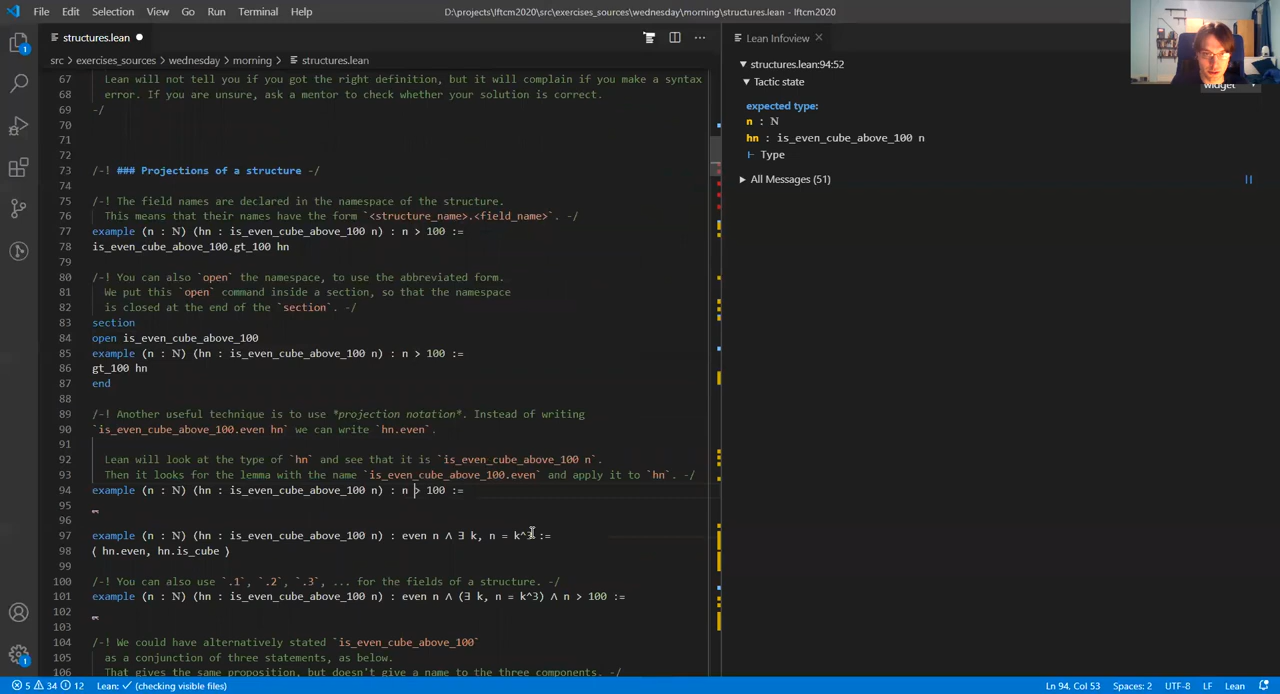 File Edit Selection View Go Run Terminal Help
D:\projects\lftcm2020\src\exercises_sources\wednesday\morning\structures.lean - lftcm2020
structures.lean
Lean Infoview
src > exercises_sources > wednesday > morning > structures.lean
67 Lean will not tell you if you got the right definition, but it will complain if you make a syntax
68 error. If you are unsure, ask a mentor to check whether your solution is correct.
69 -/
70
71
72
73 /-! ### Projections of a structure -/
74
75 /-! The field names are declared in the namespace of the structure.
76 This means that their names have the form `<structure_name>.<field_name>`. -/
77 example (n : ℕ) (hn : is_even_cube_above_100 n) : n > 100 :=
78 is_even_cube_above_100.gt_100 hn
79
80 /-! You can also `open` the namespace, to use the abbreviated form.
81 We put this `open` command inside a section, so that the namespace
82 is closed at the end of the `section`. -/
83 section
84 open is_even_cube_above_100
85 example (n : ℕ) (hn : is_even_cube_above_100 n) : n > 100 :=
86 gt_100 hn
87 end
88
89 /-! Another useful technique is to use *projection notation*. Instead of writing
90 `is_even_cube_above_100.even hn` we can write `hn.even`.
91
92 Lean will look at the type of `hn` and see that it is `is_even_cube_above_100 n`.
93 Then it looks for the lemma with the name `is_even_cube_above_100.even` and apply it to `hn`. -/
94 example (n : ℕ) (hn : is_even_cube_above_100 n) : n > 100 :=
95
96
97 example (n : ℕ) (hn : is_even_cube_above_100 n) : even n ∧ ∃ k, n = k^3 :=
98 ⟨ hn.even, hn.is_cube ⟩
99
100 /-! You can also use `.1`, `.2`, `.3`, ... for the fields of a structure. -/
101 example (n : ℕ) (hn : is_even_cube_above_100 n) : even n ∧ (∃ k, n = k^3) ∧ n > 100 :=
102
103
104 /-! We could have alternatively stated `is_even_cube_above_100`
105 as a conjunction of three statements, as below.
106 That gives the same proposition, but doesn't give a name to the three components. -/
structures.lean:94:52
Tactic state
widget
expected type:
n : ℕ
hn : is_even_cube_above_100 n
⊢ Type
All Messages (51)
1
1
5 34 12 Lean: ✓ (checking visible files)
Ln 94, Col 53 Spaces: 2 UTF-8 LF Lean